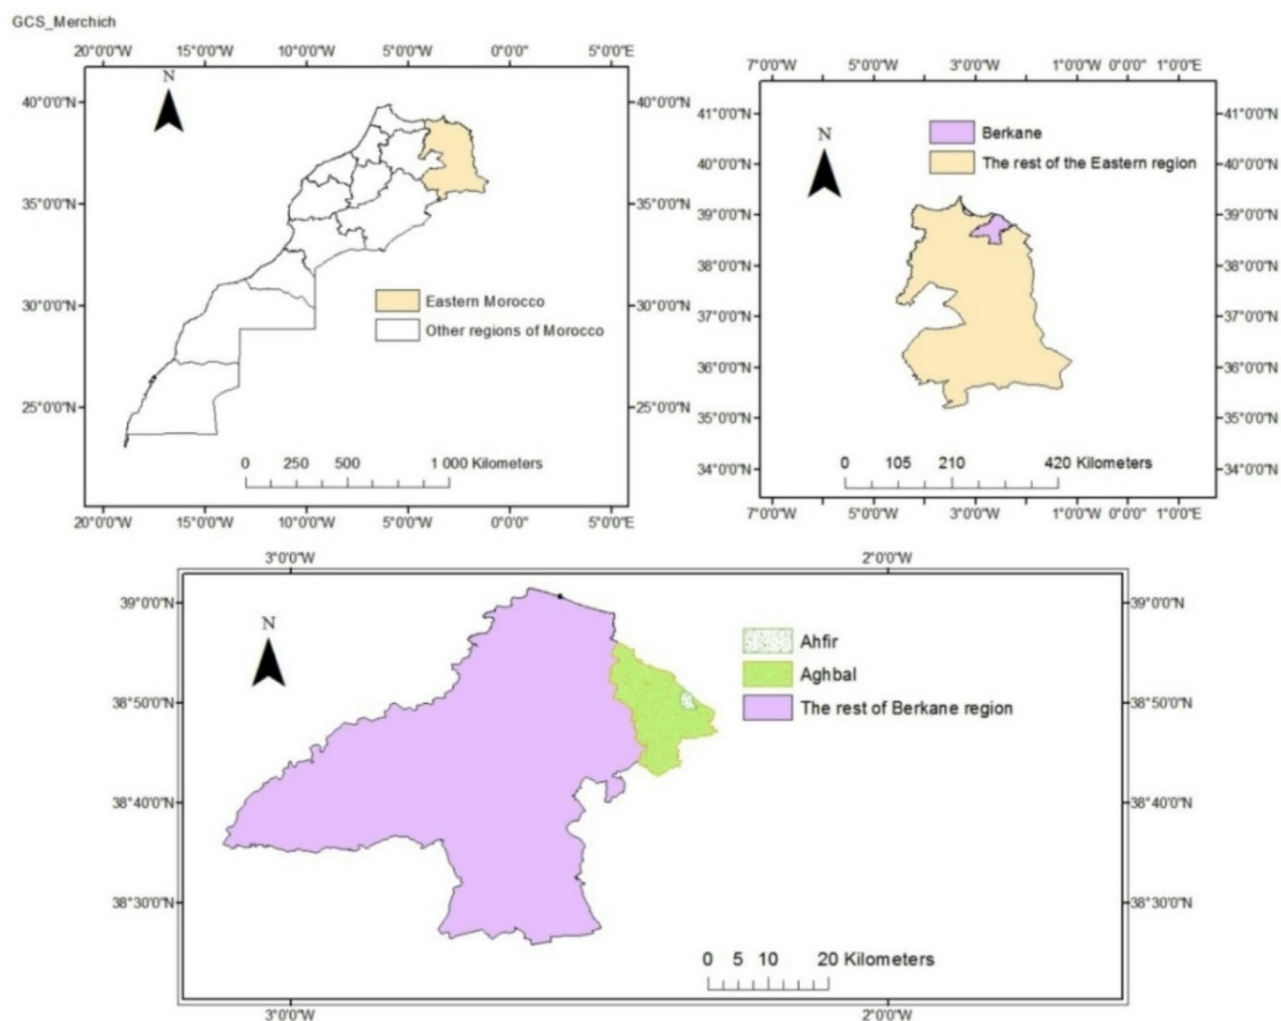 GCS_Merchich
20°0'0"W 15°0'0"W 10°0'0"W 5°0'0"W 0°0'0" 5°0'0"E
N
40°0'0"N 40°0'0"N
35°0'0"N 35°0'0"N
30°0'0"N 30°0'0"N
25°0'0"N 25°0'0"N
Eastern Morocco
Other regions of Morocco
0 250 500 1 000 Kilometers
20°0'0"W 15°0'0"W 10°0'0"W 5°0'0"W 0°0'0" 5°0'0"E
7°0'0"W 5°0'0"W 3°0'0"W 1°0'0"W 0°0'0" 1°0'0"E
N
Berkane
The rest of the Eastern region
41°0'0"N 41°0'0"N
40°0'0"N 40°0'0"N
39°0'0"N 39°0'0"N
38°0'0"N 38°0'0"N
37°0'0"N 37°0'0"N
36°0'0"N 36°0'0"N
35°0'0"N 35°0'0"N
34°0'0"N 34°0'0"N
0 105 210 420 Kilometers
7°0'0"W 5°0'0"W 3°0'0"W 1°0'0"W 0°0'0" 1°0'0"E
3°0'0"W 2°0'0"W
39°0'0"N 39°0'0"N
N
Ahfir
Aghbal
The rest of Berkane region
38°50'0"N 38°50'0"N
38°40'0"N 38°40'0"N
38°30'0"N 38°30'0"N
0 5 10 20 Kilometers
3°0'0"W 2°0'0"W